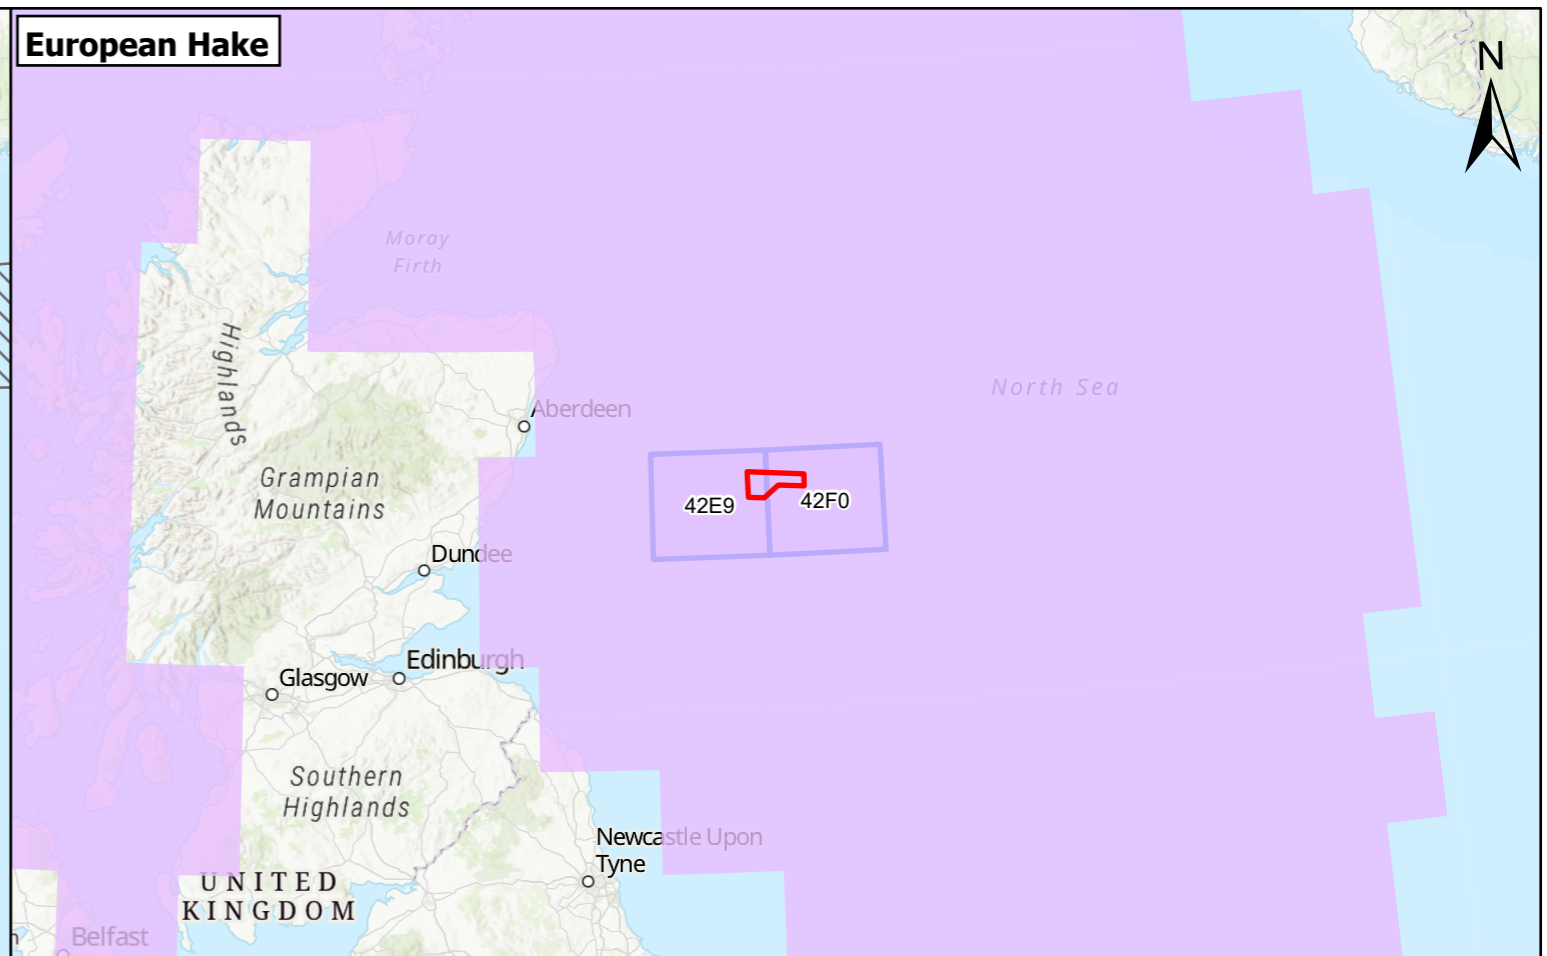 European Hake
N
Moray
Firth
Highlands
North Sea
Aberdeen
Grampian
Mountains
42E9
42F0
Dundee
Edinburgh
Glasgow
Southern
Highlands
Newcastle Upon
Tyne
UNITED
KINGDOM
Belfast